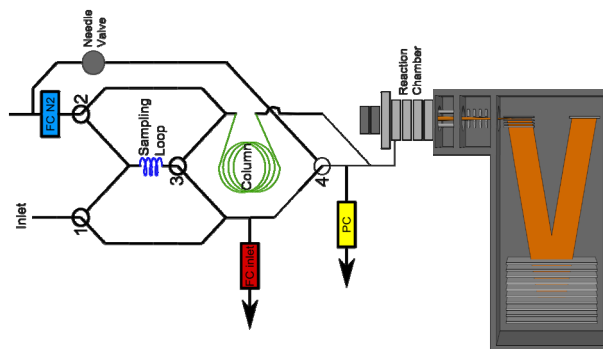 Needle
Valve
FC N2
2
Sampling
Loop
3
Column
4
Reaction
Chamber
Inlet
1
FC inlet
PC